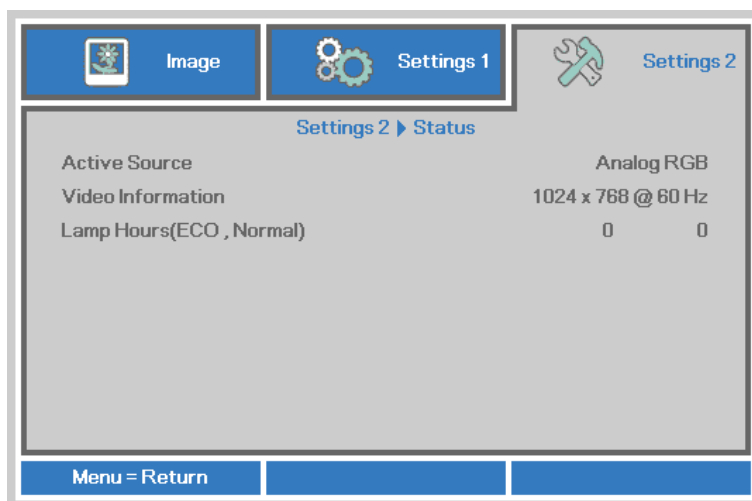 Image Settings 1 Settings 2
Settings 2 ▶ Status
Active Source Analog RGB
Video Information 1024 x 768 @ 60 Hz
Lamp Hours(ECO , Normal) 0 0
Menu = Return